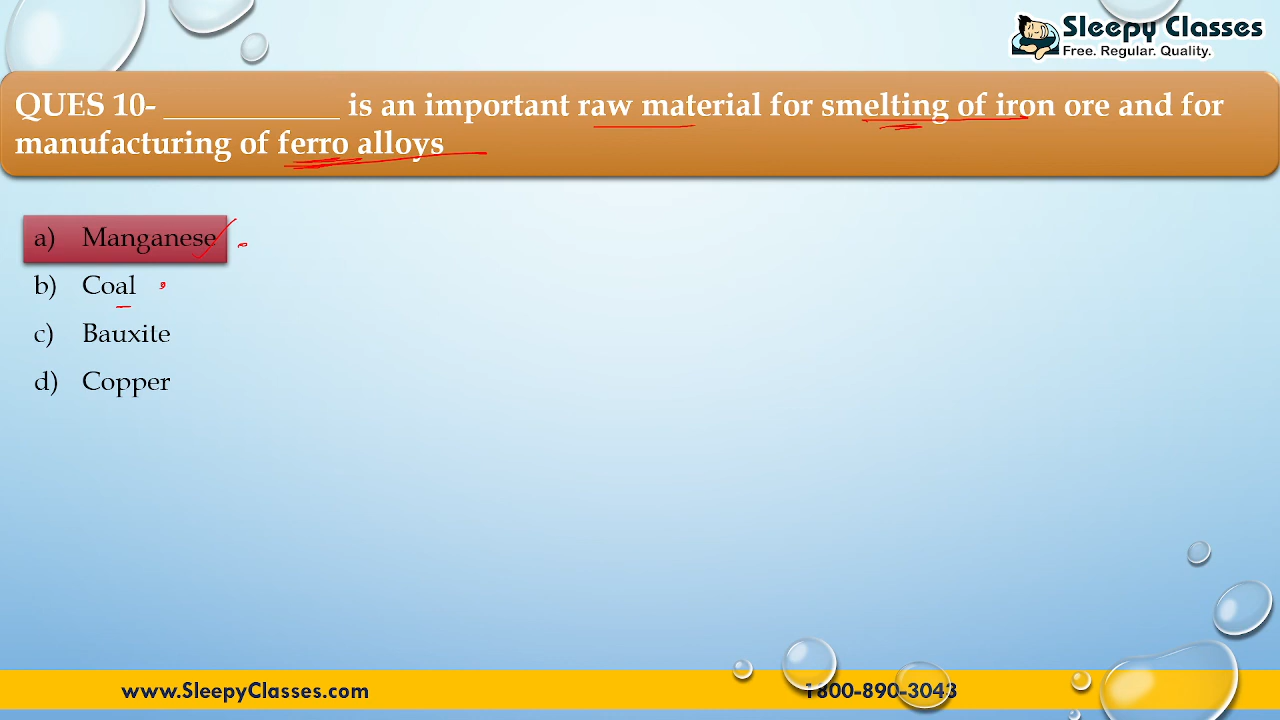 Sleepy Classes
Free. Regular. Quality.
QUES 10- ____________ is an important raw material for smelting of iron ore and for
manufacturing of ferro alloys
a) Manganese
b) Coal
c) Bauxite
d) Copper
www.SleepyClasses.com
1800-890-3043